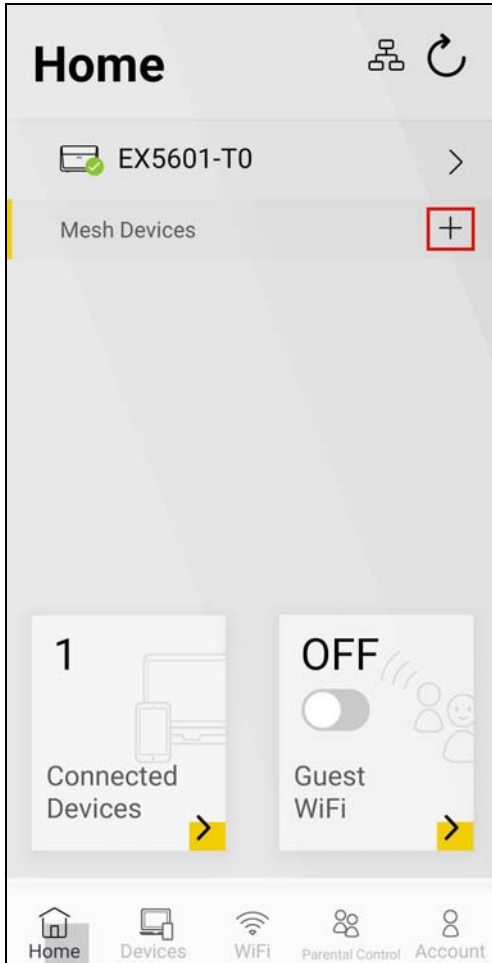 Home
EX5601-T0
Mesh Devices
1
Connected
Devices
OFF
Guest
WiFi
Home
Devices
WiFi
Parental Control
Account